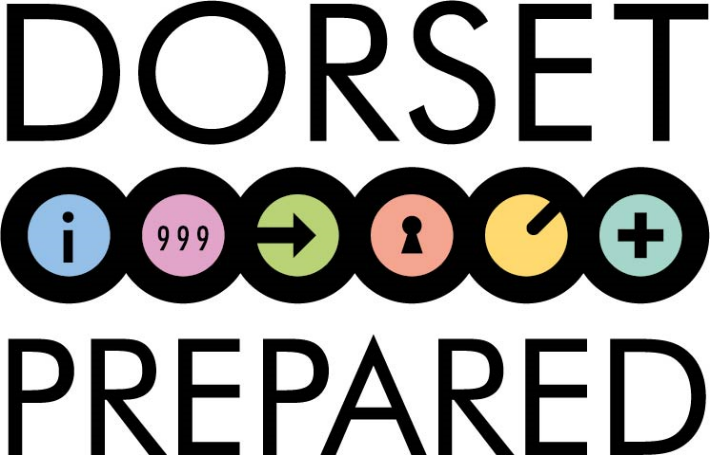 DORSET
i 999 +
PREPARED